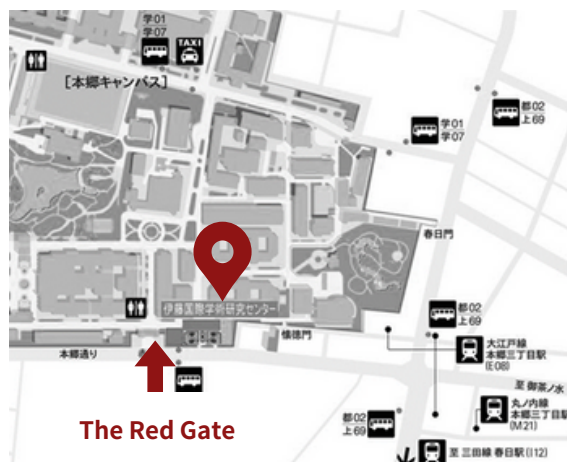 学01
学07
TAXI
[本郷キャンパス]
学01
学07
都02
上69
春日門
伊藤国際学術研究センター
懐徳門
都02
上69
本郷通り
大江戸線
本郷三丁目駅
(E08)
至 御茶ノ水
丸ノ内線
本郷三丁目駅
(M21)
The Red Gate
都02
上69
至 三田線 春日駅(I12)